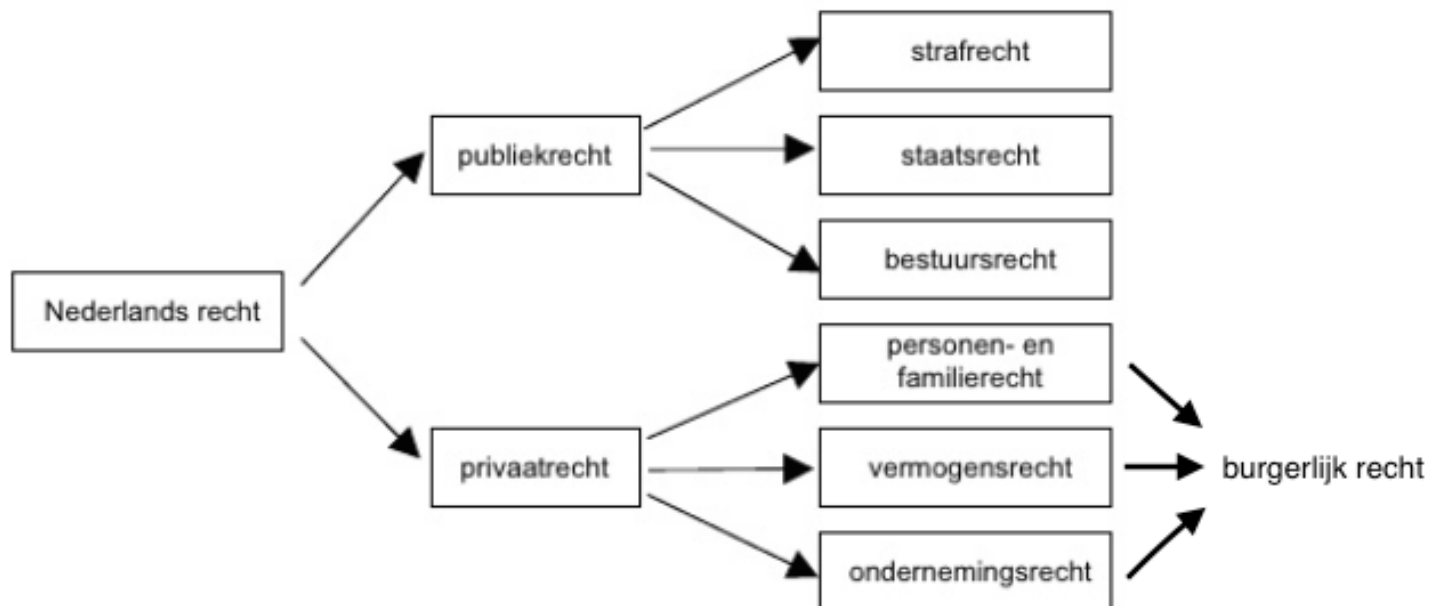 strafrecht
publiekrecht
staatsrecht
bestuursrecht
Nederlands recht
personen- en
familierecht
privaatrecht
vermogensrecht
burgerlijk recht
ondernemingsrecht